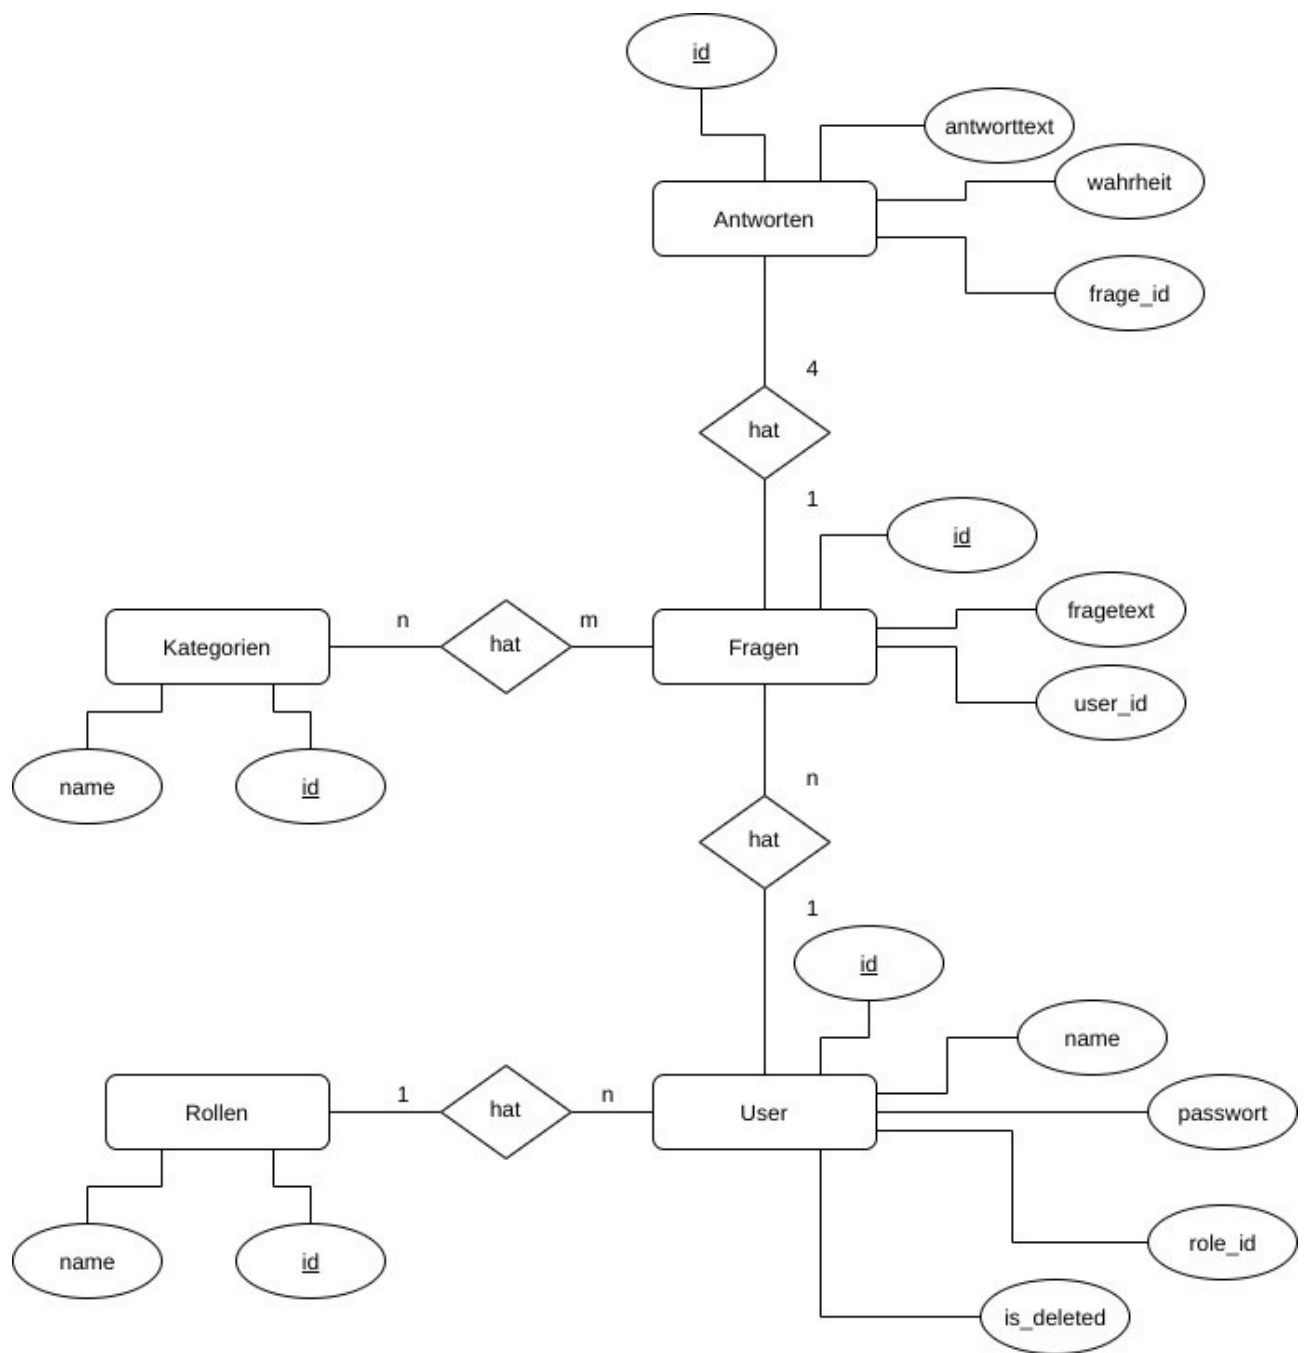 id
antworttext
wahrheit
Antworten
frage_id
4
hat
1
id
fragetext
Kategorien
n
hat
m
Fragen
user_id
name
id
n
hat
1
id
name
Rollen
1
hat
n
User
passwort
role_id
name
id
is_deleted